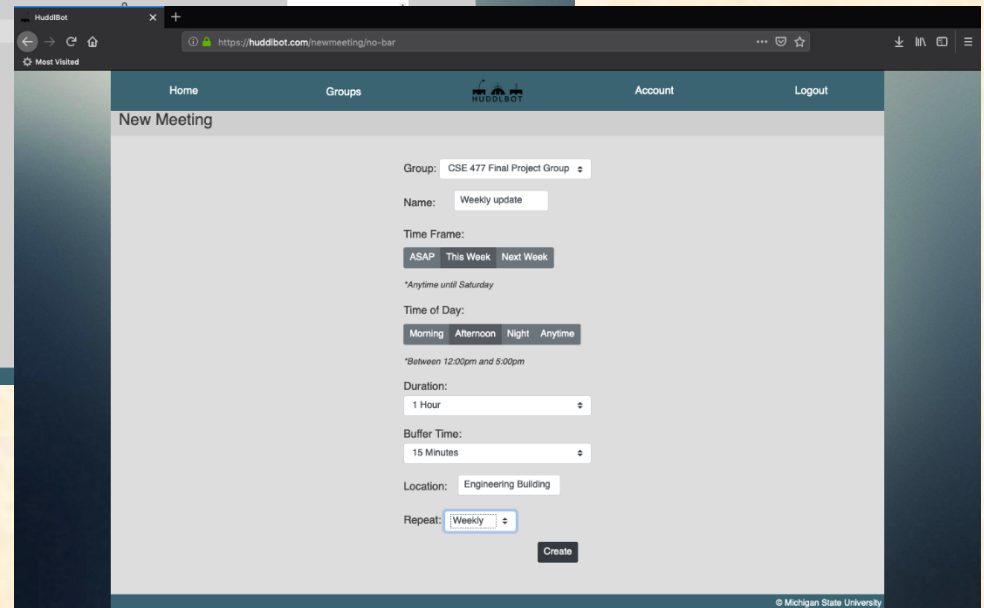 HuddlBot
https://huddlbot.com/newmeeting/no-bar
Most Visited
Home Groups HUDDLBOT Account Logout
New Meeting
Group: CSE 477 Final Project Group
Name: Weekly update
Time Frame:
ASAP This Week Next Week
*Anytime until Saturday
Time of Day:
Morning Afternoon Night Anytime
*Between 12:00pm and 5:00pm
Duration:
1 Hour
Buffer Time:
15 Minutes
Location: Engineering Building
Repeat: Weekly
Create
© Michigan State University